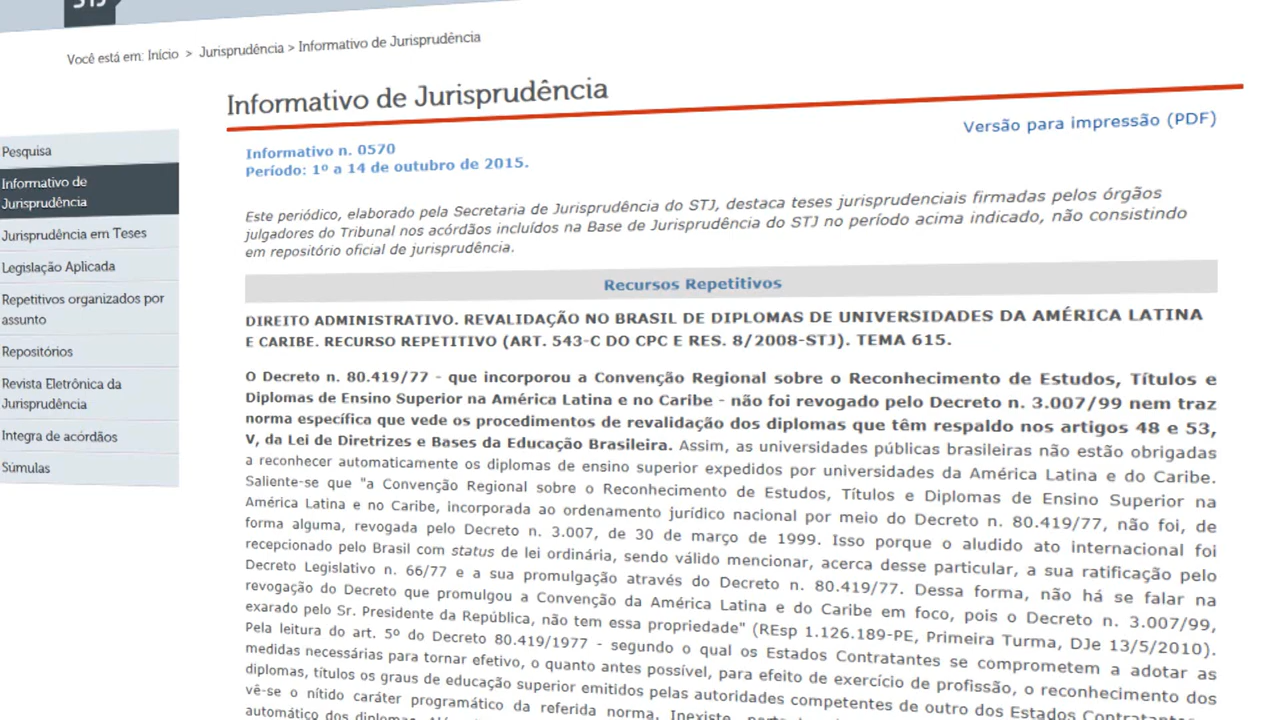 STJ
Você está em: Início > Jurisprudência > Informativo de Jurisprudência
Informativo de Jurisprudência
Versão para impressão (PDF)
Pesquisa
Informativo de
Jurisprudência
Jurisprudência em Teses
Legislação Aplicada
Repetitivos organizados por
assunto
Repositórios
Revista Eletrônica da
Jurisprudência
Integra de acórdãos
Súmulas
Informativo n. 0570
Período: 1º a 14 de outubro de 2015.
Este periódico, elaborado pela Secretaria de Jurisprudência do STJ, destaca teses jurisprudenciais firmadas pelos órgãos
julgadores do Tribunal nos acórdãos incluídos na Base de Jurisprudência do STJ no período acima indicado, não consistindo
em repositório oficial de jurisprudência.
Recursos Repetitivos
DIREITO ADMINISTRATIVO. REVALIDAÇÃO NO BRASIL DE DIPLOMAS DE UNIVERSIDADES DA AMÉRICA LATINA
E CARIBE. RECURSO REPETITIVO (ART. 543-C DO CPC E RES. 8/2008-STJ). TEMA 615.
O Decreto n. 80.419/77 - que incorporou a Convenção Regional sobre o Reconhecimento de Estudos, Títulos e
Diplomas de Ensino Superior na América Latina e no Caribe - não foi revogado pelo Decreto n. 3.007/99 nem traz
norma específica que vede os procedimentos de revalidação dos diplomas que têm respaldo nos artigos 48 e 53,
V, da Lei de Diretrizes e Bases da Educação Brasileira. Assim, as universidades públicas brasileiras não estão obrigadas
a reconhecer automaticamente os diplomas de ensino superior expedidos por universidades da América Latina e do Caribe.
Saliente-se que "a Convenção Regional sobre o Reconhecimento de Estudos, Títulos e Diplomas de Ensino Superior na
América Latina e no Caribe, incorporada ao ordenamento jurídico nacional por meio do Decreto n. 80.419/77, não foi, de
forma alguma, revogada pelo Decreto n. 3.007, de 30 de março de 1999. Isso porque o aludido ato internacional foi
recepcionado pelo Brasil com status de lei ordinária, sendo válido mencionar, acerca desse particular, a sua ratificação pelo
Decreto Legislativo n. 66/77 e a sua promulgação através do Decreto n. 80.419/77. Dessa forma, não há se falar na
revogação do Decreto que promulgou a Convenção da América Latina e do Caribe em foco, pois o Decreto n. 3.007/99,
exarado pelo Sr. Presidente da República, não tem essa propriedade" (REsp 1.126.189-PE, Primeira Turma, DJe 13/5/2010).
Pela leitura do art. 5º do Decreto 80.419/1977 - segundo o qual os Estados Contratantes se comprometem a adotar as
medidas necessárias para tornar efetivo, o quanto antes possível, para efeito de exercício de profissão, o reconhecimento dos
diplomas, títulos os graus de educação superior emitidos pelas autoridades competentes de outro dos Estados Contratantes
vê-se o nítido caráter programático da referida norma. Inexiste,
automático dos diplomas.